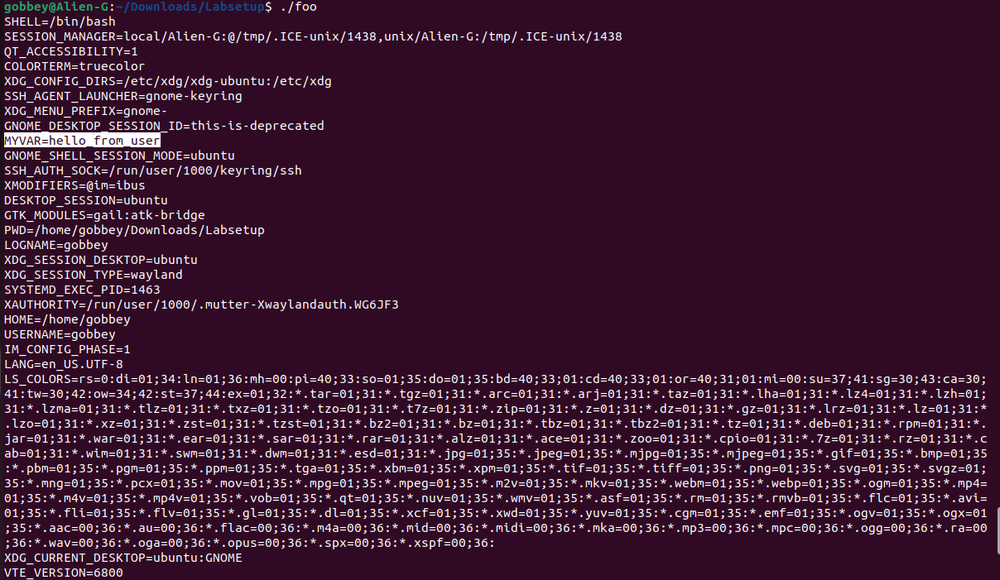 gobbey@Alien-G:~/Downloads/Labsetup$ ./foo
SHELL=/bin/bash
SESSION_MANAGER=local/Alien-G:@/tmp/.ICE-unix/1438,unix/Alien-G:/tmp/.ICE-unix/1438
QT_ACCESSIBILITY=1
COLORTERM=truecolor
XDG_CONFIG_DIRS=/etc/xdg/xdg-ubuntu:/etc/xdg
SSH_AGENT_LAUNCHER=gnome-keyring
XDG_MENU_PREFIX=gnome-
GNOME_DESKTOP_SESSION_ID=this-is-deprecated
MYVAR=hello_from_user
GNOME_SHELL_SESSION_MODE=ubuntu
SSH_AUTH_SOCK=/run/user/1000/keyring/ssh
XMODIFIERS=@im=ibus
DESKTOP_SESSION=ubuntu
GTK_MODULES=gail:atk-bridge
PWD=/home/gobbey/Downloads/Labsetup
LOGNAME=gobbey
XDG_SESSION_DESKTOP=ubuntu
XDG_SESSION_TYPE=wayland
SYSTEMD_EXEC_PID=1463
XAUTHORITY=/run/user/1000/.mutter-Xwaylandauth.WG6JF3
HOME=/home/gobbey
USERNAME=gobbey
IM_CONFIG_PHASE=1
LANG=en_US.UTF-8
LS_COLORS=rs=0:di=01;34:ln=01;36:mh=00:pi=40;33:so=01;35:do=01;35:bd=40;33;01:cd=40;33;01:or=40;31;01:mi=00:su=37;41:sg=30;43:ca=30;
41:tw=30;42:ow=34;42:st=37;44:ex=01;32:*.tar=01;31:*.tgz=01;31:*.arc=01;31:*.arj=01;31:*.taz=01;31:*.lha=01;31:*.lz4=01;31:*.lzh=01;
31:*.lzma=01;31:*.tlz=01;31:*.txz=01;31:*.tzo=01;31:*.t7z=01;31:*.zip=01;31:*.z=01;31:*.dz=01;31:*.gz=01;31:*.lrz=01;31:*.lz=01;31:*
.lzo=01;31:*.xz=01;31:*.zst=01;31:*.tzst=01;31:*.bz2=01;31:*.bz=01;31:*.tbz=01;31:*.tbz2=01;31:*.tz=01;31:*.deb=01;31:*.rpm=01;31:*.
jar=01;31:*.war=01;31:*.ear=01;31:*.sar=01;31:*.rar=01;31:*.alz=01;31:*.ace=01;31:*.zoo=01;31:*.cpio=01;31:*.7z=01;31:*.rz=01;31:*.c
ab=01;31:*.wim=01;31:*.swm=01;31:*.dwm=01;31:*.esd=01;31:*.jpg=01;35:*.jpeg=01;35:*.mjpg=01;35:*.mjpeg=01;35:*.gif=01;35:*.bmp=01;35
:*.pbm=01;35:*.pgm=01;35:*.ppm=01;35:*.tga=01;35:*.xbm=01;35:*.xpm=01;35:*.tif=01;35:*.tiff=01;35:*.png=01;35:*.svg=01;35:*.svgz=01;
35:*.mng=01;35:*.pcx=01;35:*.mov=01;35:*.mpg=01;35:*.mpeg=01;35:*.m2v=01;35:*.mkv=01;35:*.webm=01;35:*.webp=01;35:*.ogm=01;35:*.mp4=
01;35:*.m4v=01;35:*.mp4v=01;35:*.vob=01;35:*.qt=01;35:*.nuv=01;35:*.wmv=01;35:*.asf=01;35:*.rm=01;35:*.rmvb=01;35:*.flc=01;35:*.avi=
01;35:*.fli=01;35:*.flv=01;35:*.gl=01;35:*.dl=01;35:*.xcf=01;35:*.xwd=01;35:*.yuv=01;35:*.cgm=01;35:*.emf=01;35:*.ogv=01;35:*.ogx=01
;35:*.aac=00;36:*.au=00;36:*.flac=00;36:*.m4a=00;36:*.mid=00;36:*.midi=00;36:*.mka=00;36:*.mp3=00;36:*.mpc=00;36:*.ogg=00;36:*.ra=00
;36:*.wav=00;36:*.oga=00;36:*.opus=00;36:*.spx=00;36:*.xspf=00;36:
XDG_CURRENT_DESKTOP=ubuntu:GNOME
VTE_VERSION=6800